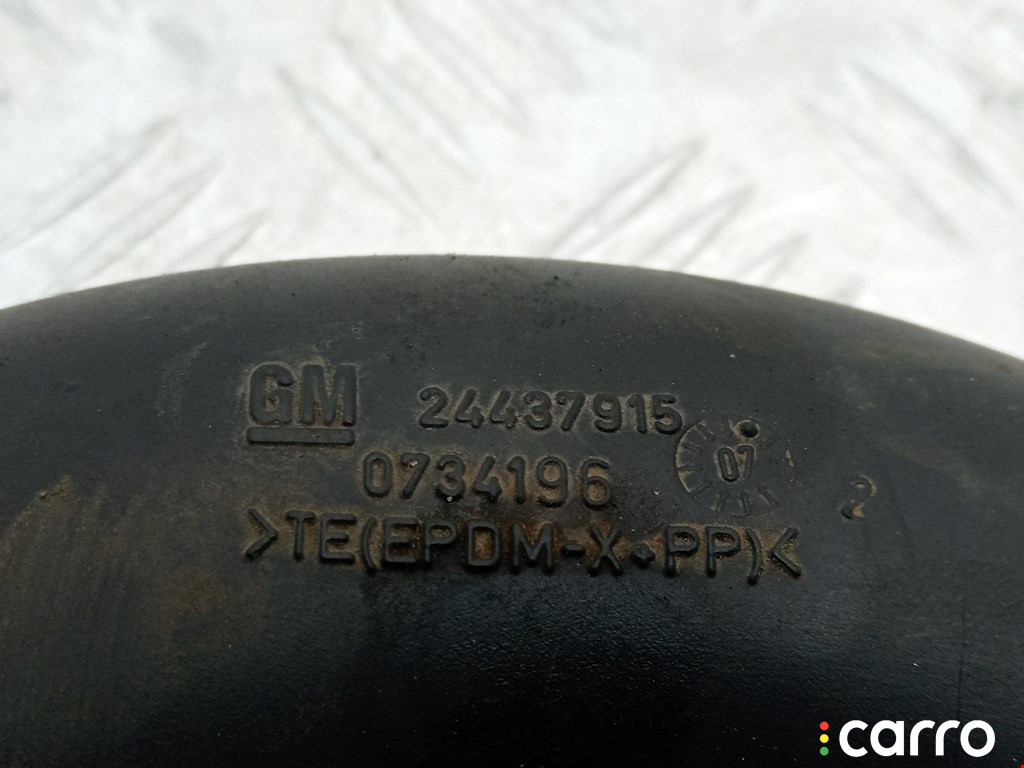 GM 24437915
0734196 07 2
>TE(EPDM-X+PP)<
carro